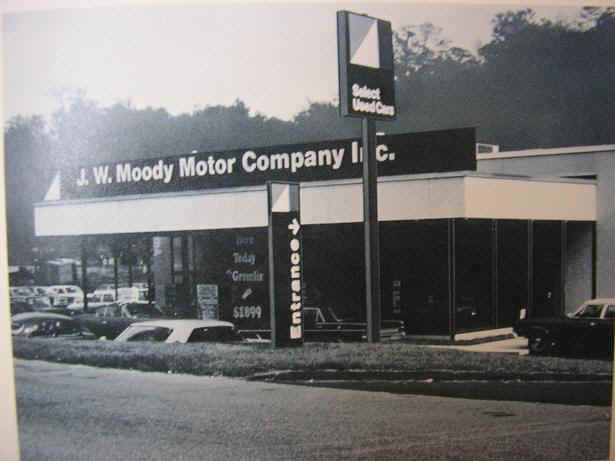 Select
Used Cars
J. W. Moody Motor Company Inc.
Entrance
Here
Today
Gremlin
$1899